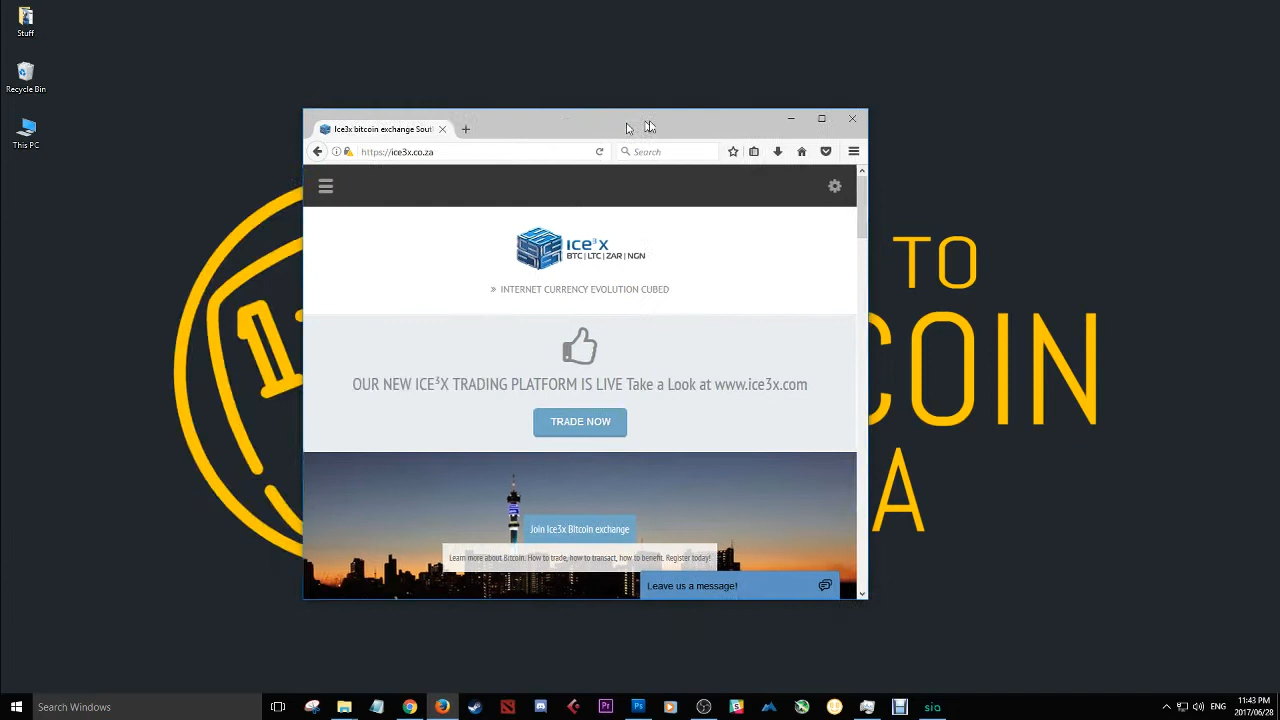 Stuff
Recycle Bin
This PC
Ice3x bitcoin exchange Sout
https://ice3x.co.za
Search
ice³x
BTC | LTC | ZAR | NGN
» INTERNET CURRENCY EVOLUTION CUBED
OUR NEW ICE³X TRADING PLATFORM IS LIVE Take a Look at www.ice3x.com
TRADE NOW
Join Ice3x Bitcoin exchange
Learn more about Bitcoin. How to trade, how to transact, how to benefit. Register today!
Leave us a message!
TO
COIN
A
Search Windows
Pr
Ps
sia
ENG
11:43 PM
2017/06/28